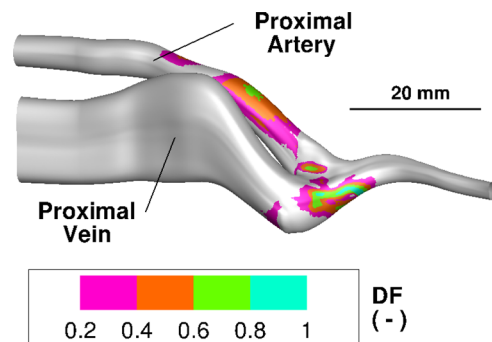 Proximal
Artery
20 mm
Proximal
Vein
0.2 0.4 0.6 0.8 1
DF
( - )